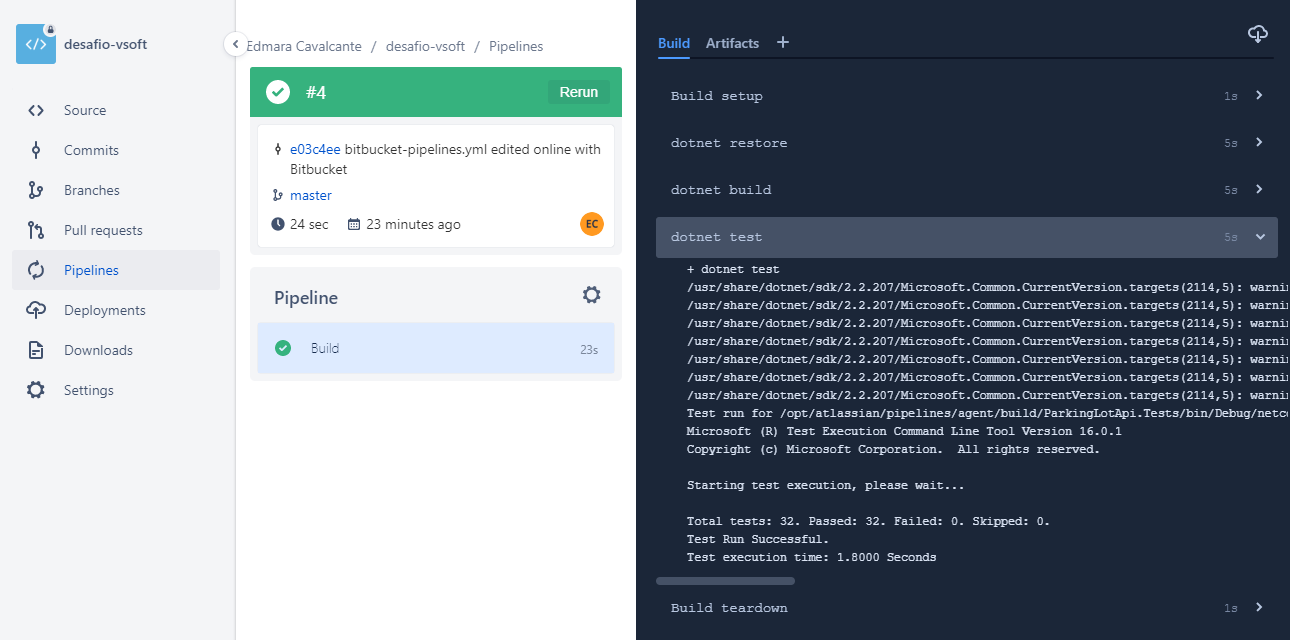 desafio-vsoft
Source
Commits
Branches
Pull requests
Pipelines
Deployments
Downloads
Settings
Edmara Cavalcante / desafio-vsoft / Pipelines
#4
Rerun
e03c4ee bitbucket-pipelines.yml edited online with
Bitbucket
master
24 sec 23 minutes ago
EC
Pipeline
Build 23s
Build Artifacts +
Build setup 1s
dotnet restore 5s
dotnet build 5s
dotnet test 5s
+ dotnet test
/usr/share/dotnet/sdk/2.2.207/Microsoft.Common.CurrentVersion.targets(2114,5): warnin
/usr/share/dotnet/sdk/2.2.207/Microsoft.Common.CurrentVersion.targets(2114,5): warnin
/usr/share/dotnet/sdk/2.2.207/Microsoft.Common.CurrentVersion.targets(2114,5): warnin
/usr/share/dotnet/sdk/2.2.207/Microsoft.Common.CurrentVersion.targets(2114,5): warnin
/usr/share/dotnet/sdk/2.2.207/Microsoft.Common.CurrentVersion.targets(2114,5): warnin
/usr/share/dotnet/sdk/2.2.207/Microsoft.Common.CurrentVersion.targets(2114,5): warnin
/usr/share/dotnet/sdk/2.2.207/Microsoft.Common.CurrentVersion.targets(2114,5): warnin
Test run for /opt/atlassian/pipelines/agent/build/ParkingLotApi.Tests/bin/Debug/netco
Microsoft (R) Test Execution Command Line Tool Version 16.0.1
Copyright (c) Microsoft Corporation.  All rights reserved.
Starting test execution, please wait...
Total tests: 32. Passed: 32. Failed: 0. Skipped: 0.
Test Run Successful.
Test execution time: 1.8000 Seconds
Build teardown 1s